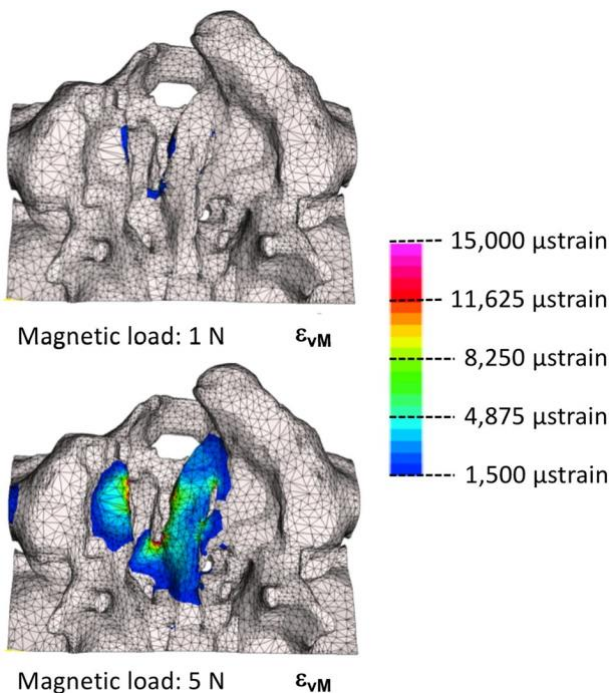 Magnetic load: 1 N εvM
15,000 µstrain
11,625 µstrain
8,250 µstrain
4,875 µstrain
1,500 µstrain
Magnetic load: 5 N εvM